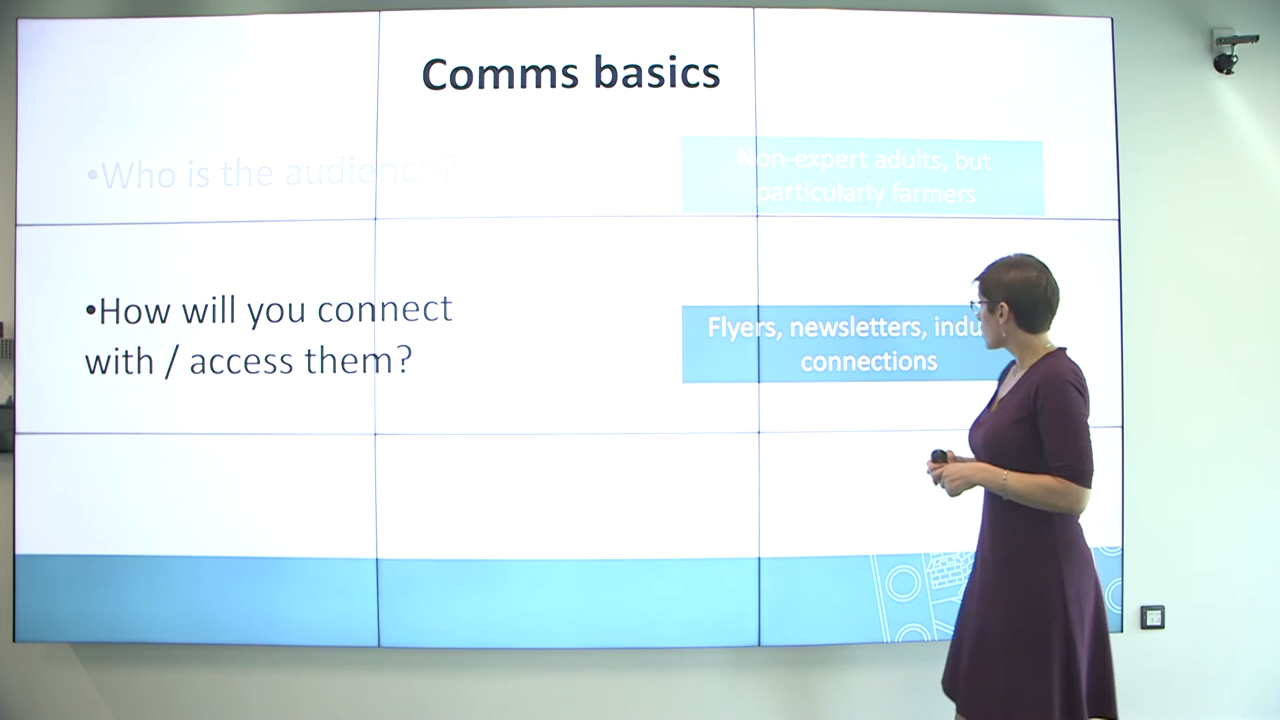 Comms basics
•Who is the audience?
Non-expert adults, but
particularly farmers
•How will you connect
with / access them?
Flyers, newsletters,
connections